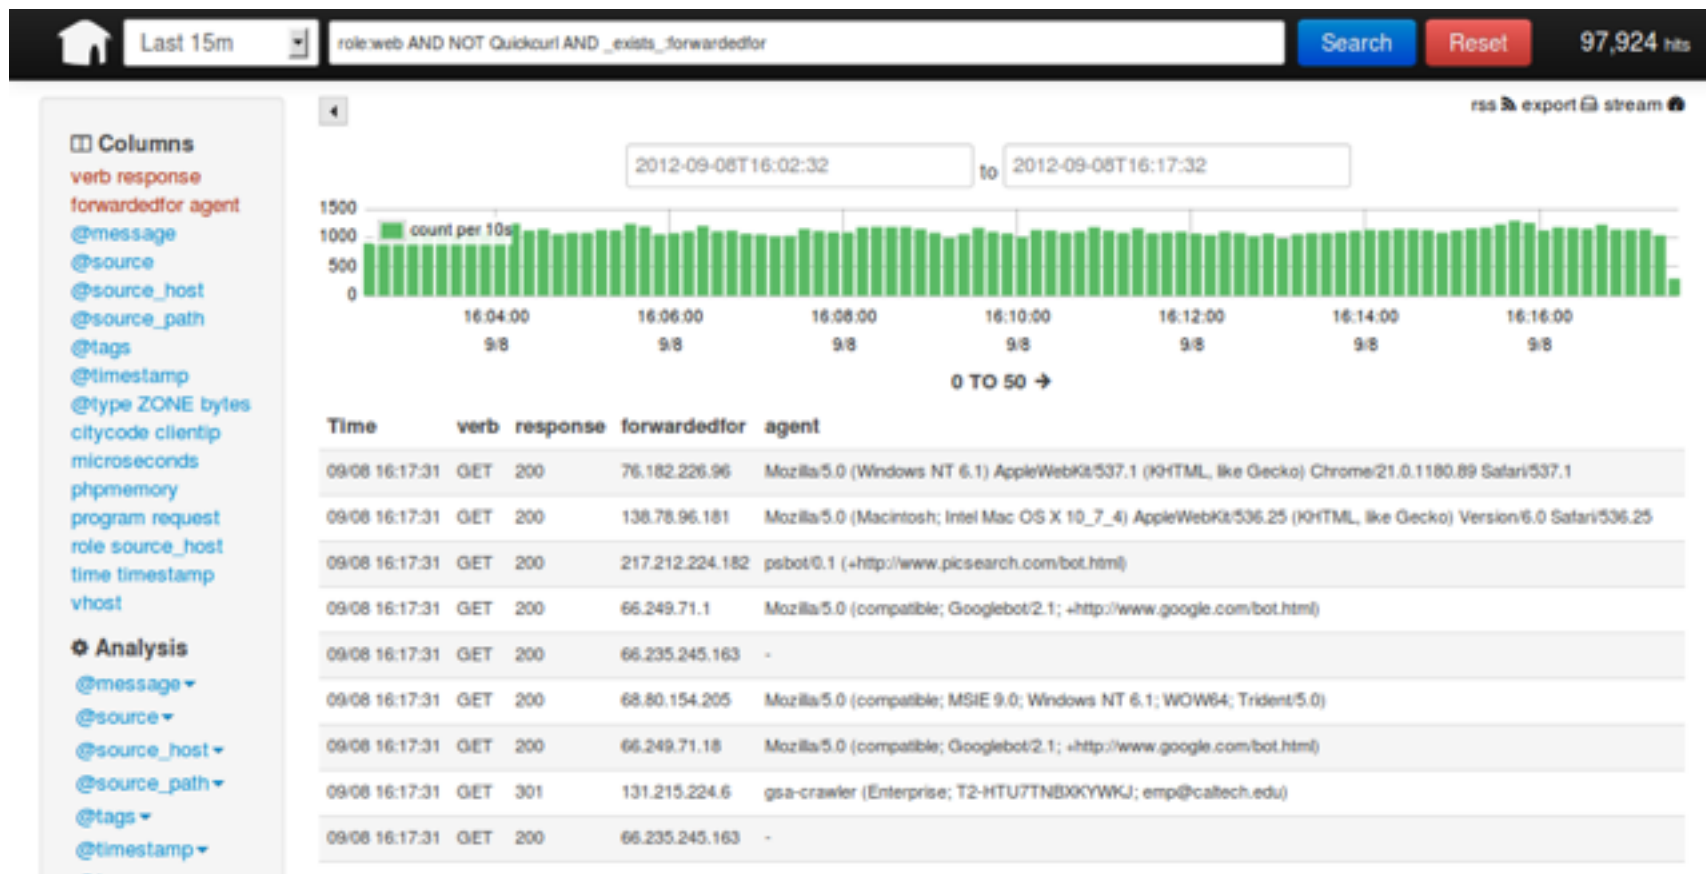 Last 15m role:web AND NOT Quickcurl AND _exists_:forwardedfor Search Reset 97,924 hits
rss export stream
Columns
verb response
forwardedfor agent
@message
@source
@source_host
@source_path
@tags
@timestamp
@type ZONE bytes
citycode clientip
microseconds
phpmemory
program request
role source_host
time timestamp
vhost
Analysis
@message
@source
@source_host
@source_path
@tags
@timestamp
2012-09-08T16:02:32 to 2012-09-08T16:17:32
1500
1000
500
0
count per 10s
16:04:00 16:06:00 16:08:00 16:10:00 16:12:00 16:14:00 16:16:00
9/8 9/8 9/8 9/8 9/8 9/8 9/8
0 TO 50
Time verb response forwardedfor agent
09/08 16:17:31 GET 200 76.182.226.96 Mozilla/5.0 (Windows NT 6.1) AppleWebKit/537.1 (KHTML, like Gecko) Chrome/21.0.1180.89 Safari/537.1
09/08 16:17:31 GET 200 138.78.96.181 Mozilla/5.0 (Macintosh; Intel Mac OS X 10_7_4) AppleWebKit/536.25 (KHTML, like Gecko) Version/6.0 Safari/536.25
09/08 16:17:31 GET 200 217.212.224.182 psbot/0.1 (+http://www.picsearch.com/bot.html)
09/08 16:17:31 GET 200 66.249.71.1 Mozilla/5.0 (compatible; Googlebot/2.1; +http://www.google.com/bot.html)
09/08 16:17:31 GET 200 66.235.245.163 -
09/08 16:17:31 GET 200 68.80.154.205 Mozilla/5.0 (compatible; MSIE 9.0; Windows NT 6.1; WOW64; Trident/5.0)
09/08 16:17:31 GET 200 66.249.71.18 Mozilla/5.0 (compatible; Googlebot/2.1; +http://www.google.com/bot.html)
09/08 16:17:31 GET 301 131.215.224.6 gsa-crawler (Enterprise; T2-HTU7TNBXKYWKJ; emp@caltech.edu)
09/08 16:17:31 GET 200 66.235.245.163 -